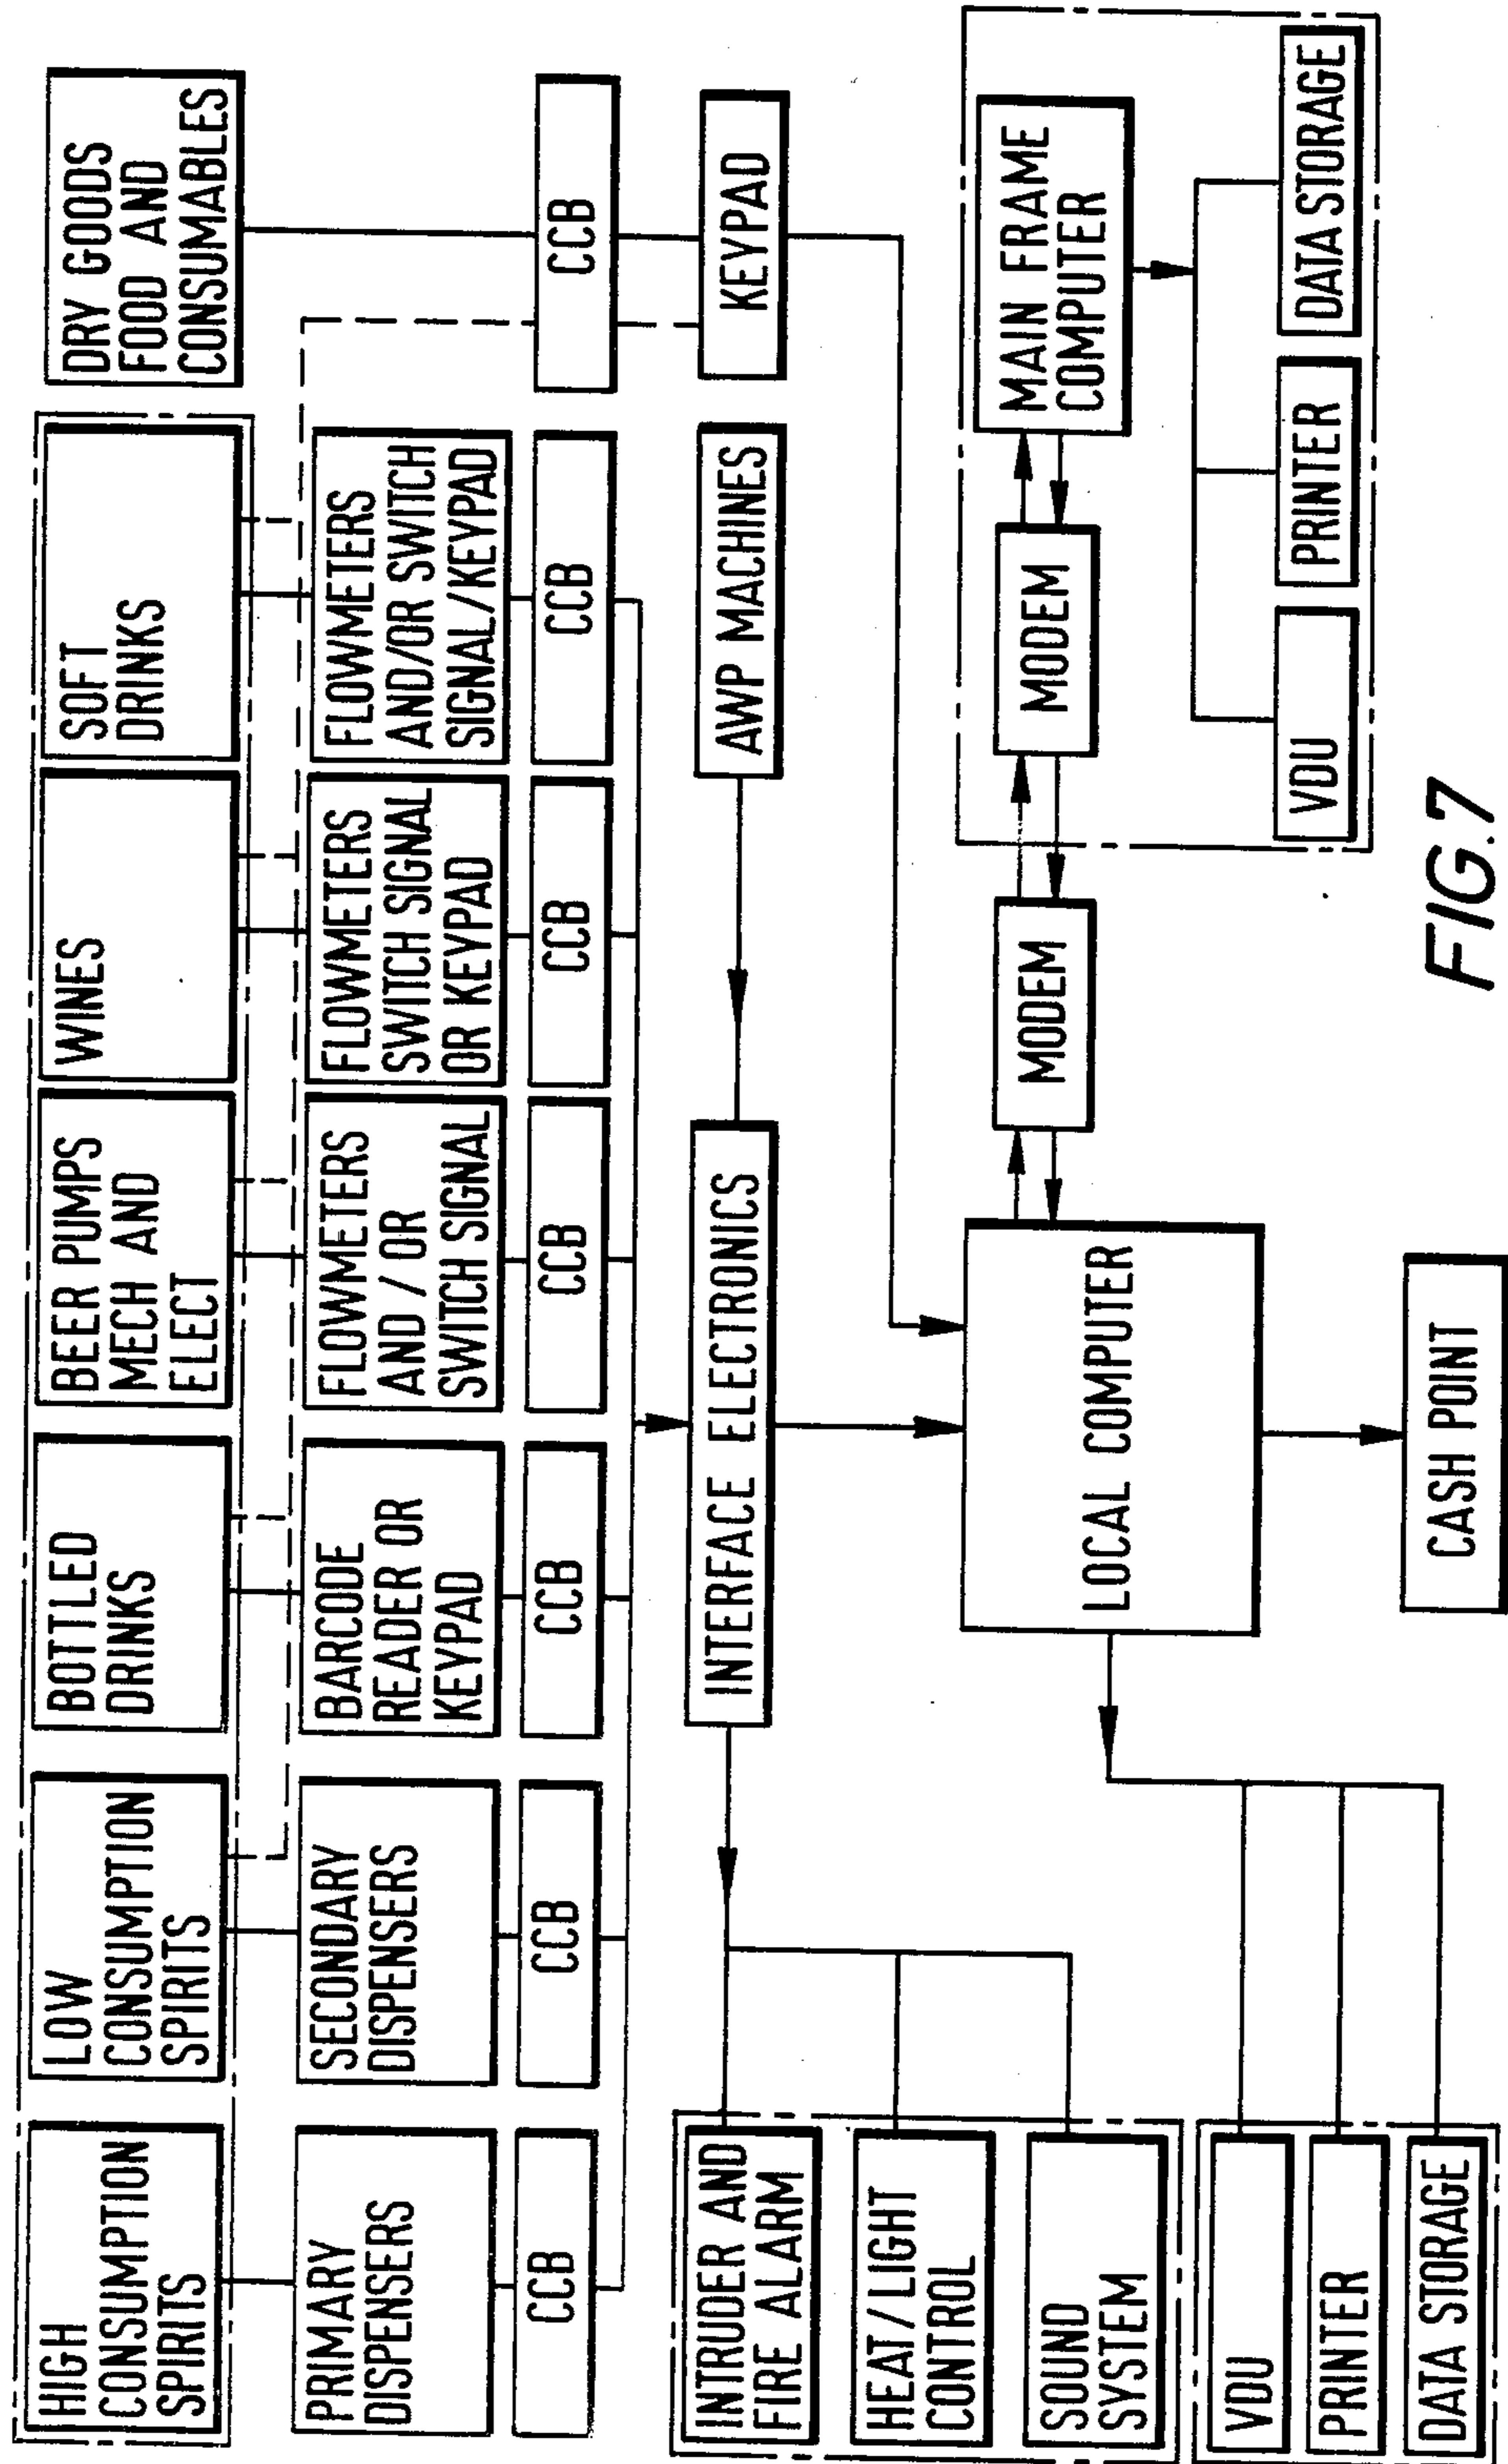 HIGH
CONSUMPTION
SPIRITS
LOW
CONSUMPTION
SPIRITS
BOTTLED
DRINKS
BEER PUMPS
MECH AND
ELECT
WINES
SOFT
DRINKS
DRY GOODS
FOOD AND
CONSUMABLES
PRIMARY
DISPENSERS
SECONDARY
DISPENSERS
BARCODE
READER OR
KEYPAD
FLOWMETERS
AND / OR
SWITCH SIGNAL
FLOWMETERS
SWITCH SIGNAL
OR KEYPAD
FLOWMETERS
AND/OR SWITCH
SIGNAL/KEYPAD
CCB
CCB
CCB
CCB
CCB
CCB
CCB
INTRUDER AND
FIRE ALARM
INTERFACE ELECTRONICS
AWP MACHINES
KEYPAD
HEAT/LIGHT
CONTROL
SOUND
SYSTEM
LOCAL COMPUTER
MODEM
MODEM
MAIN FRAME
COMPUTER
VDU
PRINTER
DATA STORAGE
VDU
PRINTER
DATA STORAGE
CASH POINT
FIG.7